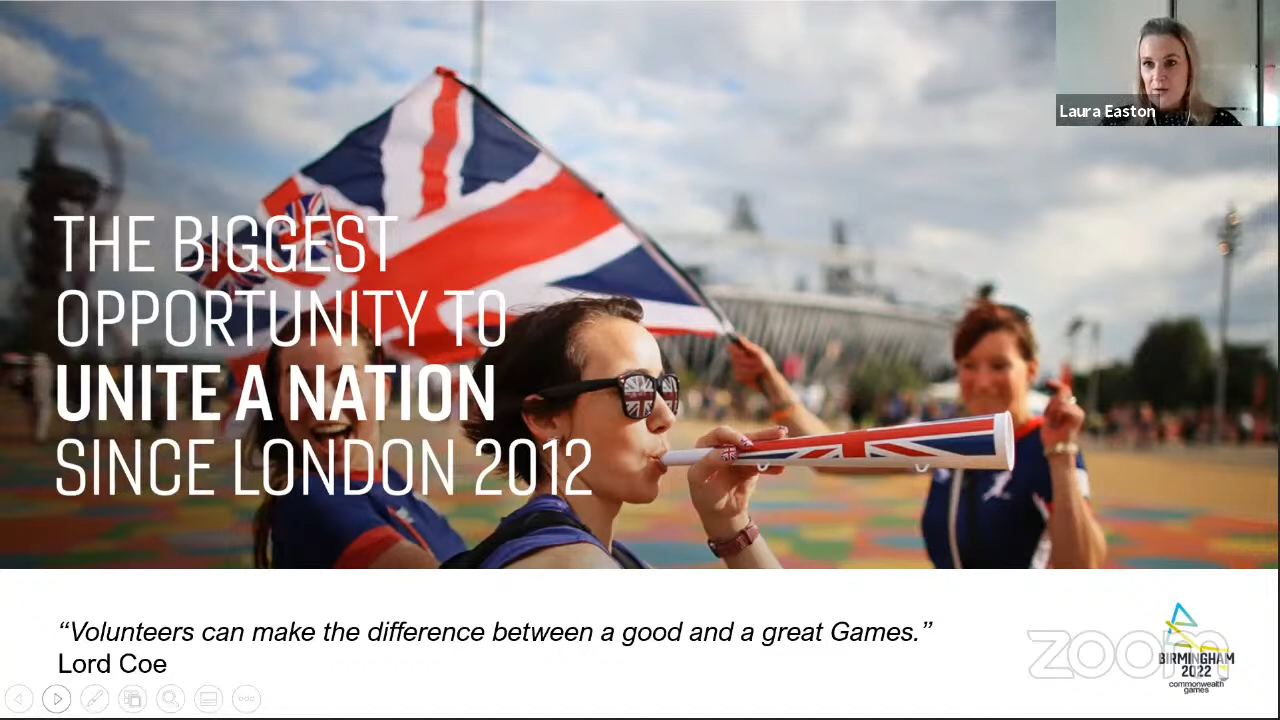 Laura Easton
THE BIGGEST
OPPORTUNITY TO
UNITE A NATION
SINCE LONDON 2012
“Volunteers can make the difference between a good and a great Games.”
Lord Coe
zoom
BIRMINGHAM
2022
commonwealth
games